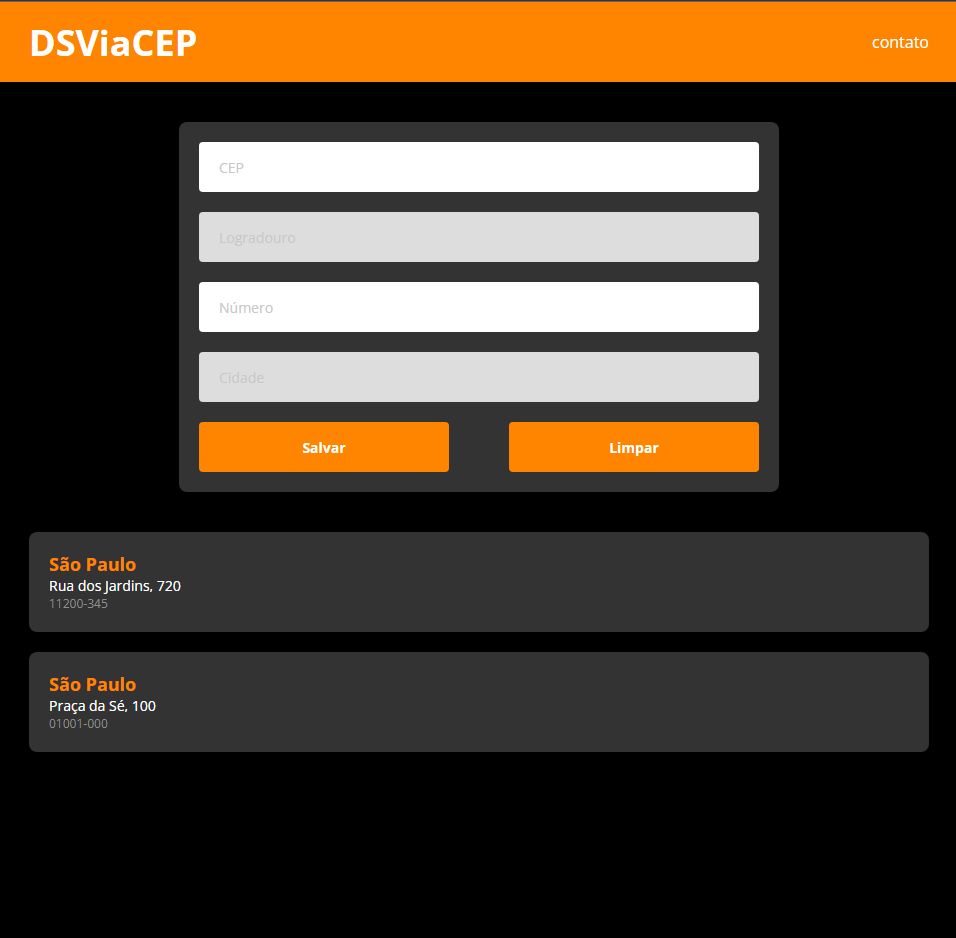 DSViaCEP
contato
CEP
Logradouro
Número
Cidade
Salvar
Limpar
São Paulo
Rua dos Jardins, 720
11200-345
São Paulo
Praça da Sé, 100
01001-000